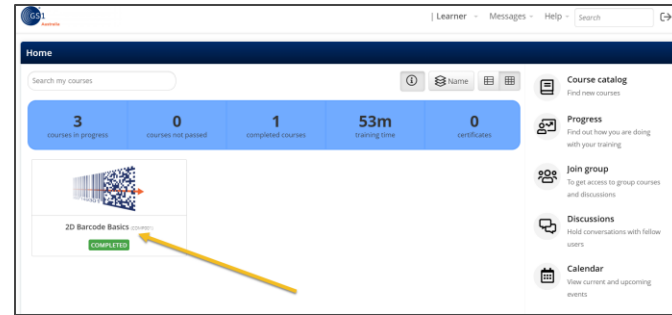 GS1
Australia
| Learner
Messages
Help
Search
Home
Search my courses
Name
3
courses in progress
0
courses not passed
1
completed courses
53m
training time
0
certificates
2D Barcode Basics
COMPLETED
Course catalog
Find new courses
Progress
Find out how you are doing
with your training
Join group
To get access to group courses
and discussions
Discussions
Hold conversations with fellow
users
Calendar
View current and upcoming
events